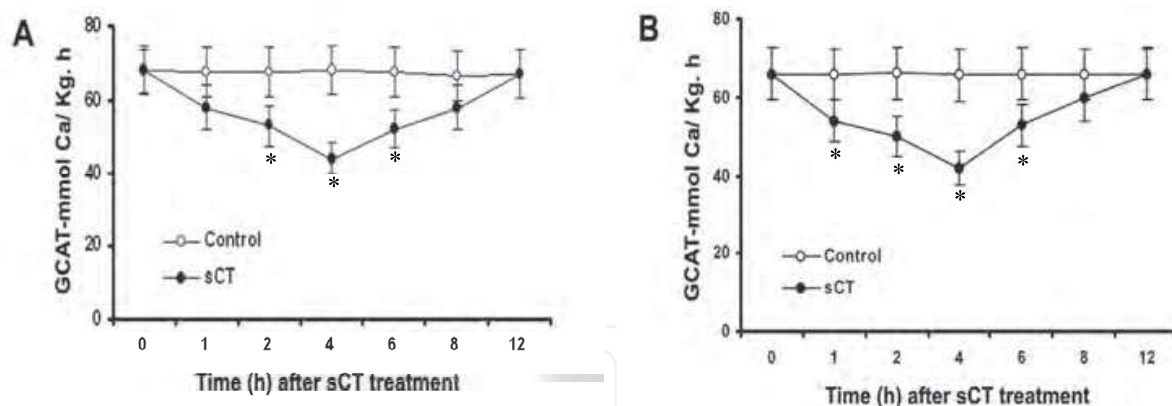 A
GCAT-mmol Ca/ Kg. h
80
60
40
20
0
Control
sCT
*
*
*
0 1 2 4 6 8 12
Time (h) after sCT treatment
B
GCAT-mmol Ca/ Kg. h
80
60
40
20
0
Control
sCT
*
*
*
*
0 1 2 4 6 8 12
Time (h) after sCT treatment